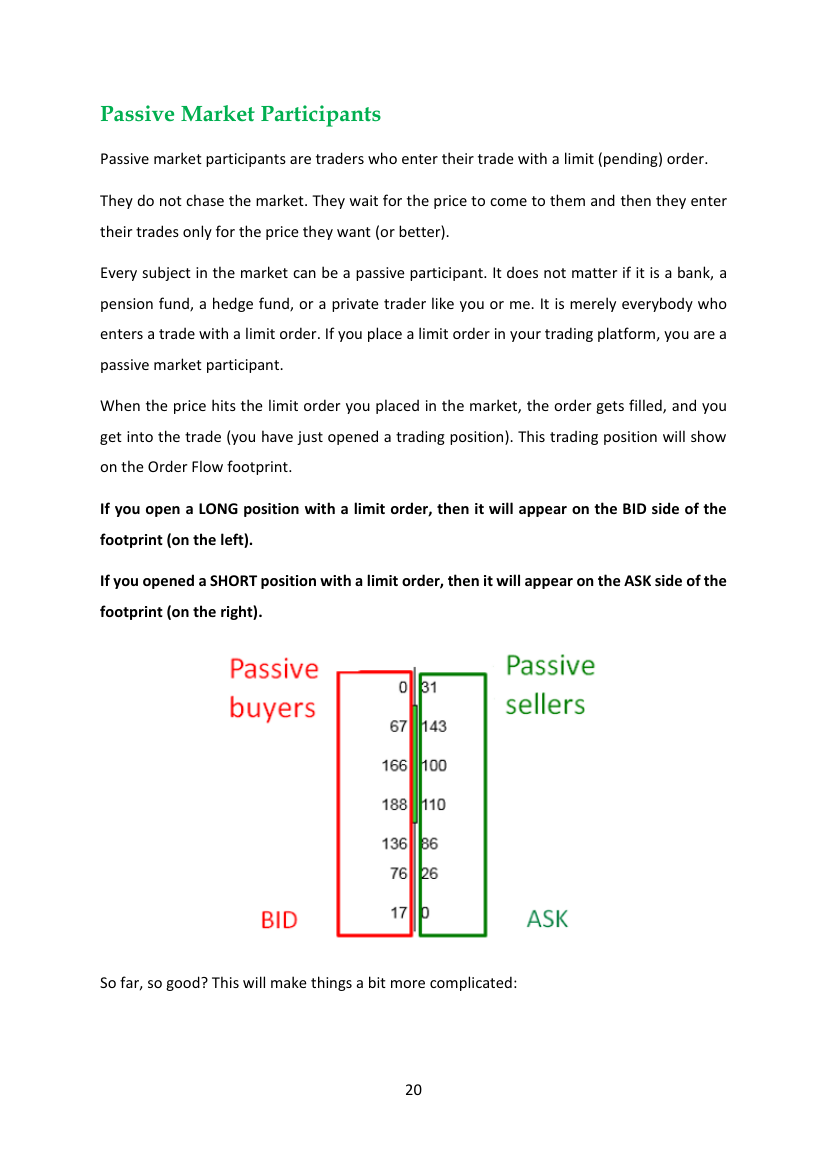 Passive Market Participants
Passive market participants are traders who enter their trade with a limit (pending) order.
They do not chase the market. They wait for the price to come to them and then they enter
their trades only for the price they want (or better).
Every subject in the market can be a passive participant. It does not matter if it is a bank, a
pension fund, a hedge fund, or a private trader like you or me. It is merely everybody who
enters a trade with a limit order. If you place a limit order in your trading platform, you are a
passive market participant.
When the price hits the limit order you placed in the market, the order gets filled, and you
get into the trade (you have just opened a trading position). This trading position will show
on the Order Flow footprint.
If you open a LONG position with a limit order, then it will appear on the BID side of the
footprint (on the left).
If you opened a SHORT position with a limit order, then it will appear on the ASK side of the
footprint (on the right).
Passive
buyers
Passive
sellers
0 31
67 143
166 100
188 110
136 86
76 26
17 0
BID
ASK
So far, so good? This will make things a bit more complicated:
20